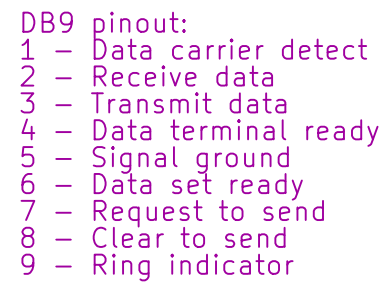 DB9 pinout:
1 – Data carrier detect
2 – Receive data
3 – Transmit data
4 – Data terminal ready
5 – Signal ground
6 – Data set ready
7 – Request to send
8 – Clear to send
9 – Ring indicator